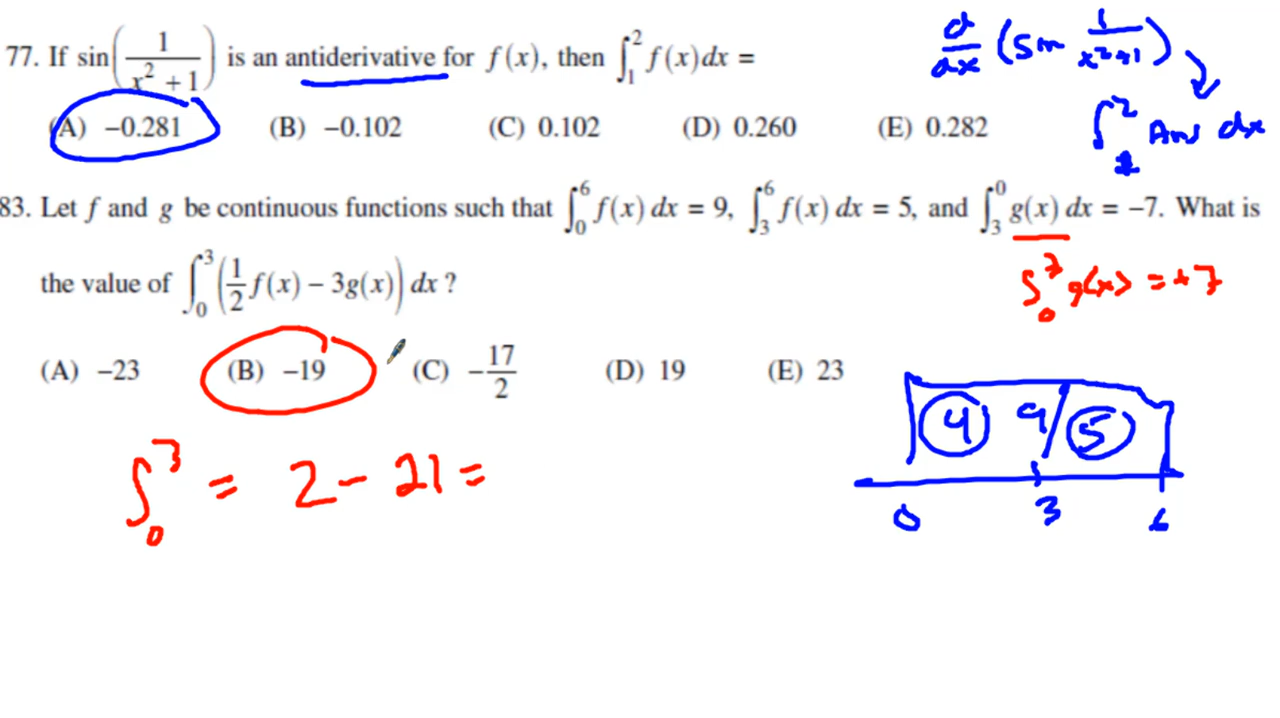 77. If sin(1/(x² + 1)) is an antiderivative for f(x), then ∫₁² f(x)dx =
d/dx (sin 1/(x²+1))
(A) −0.281 (B) −0.102 (C) 0.102 (D) 0.260 (E) 0.282
∫₁² Ans dx
83. Let f and g be continuous functions such that ∫₀⁶ f(x) dx = 9, ∫₃⁶ f(x) dx = 5, and ∫₃⁰ g(x) dx = −7. What is
the value of ∫₀³ (1/2 f(x) − 3g(x)) dx ?
∫₀³ g(x) = +7
(A) −23 (B) −19 (C) −17/2 (D) 19 (E) 23
4 9 5
∫₀³ = 2 − 21 =
0 3 6